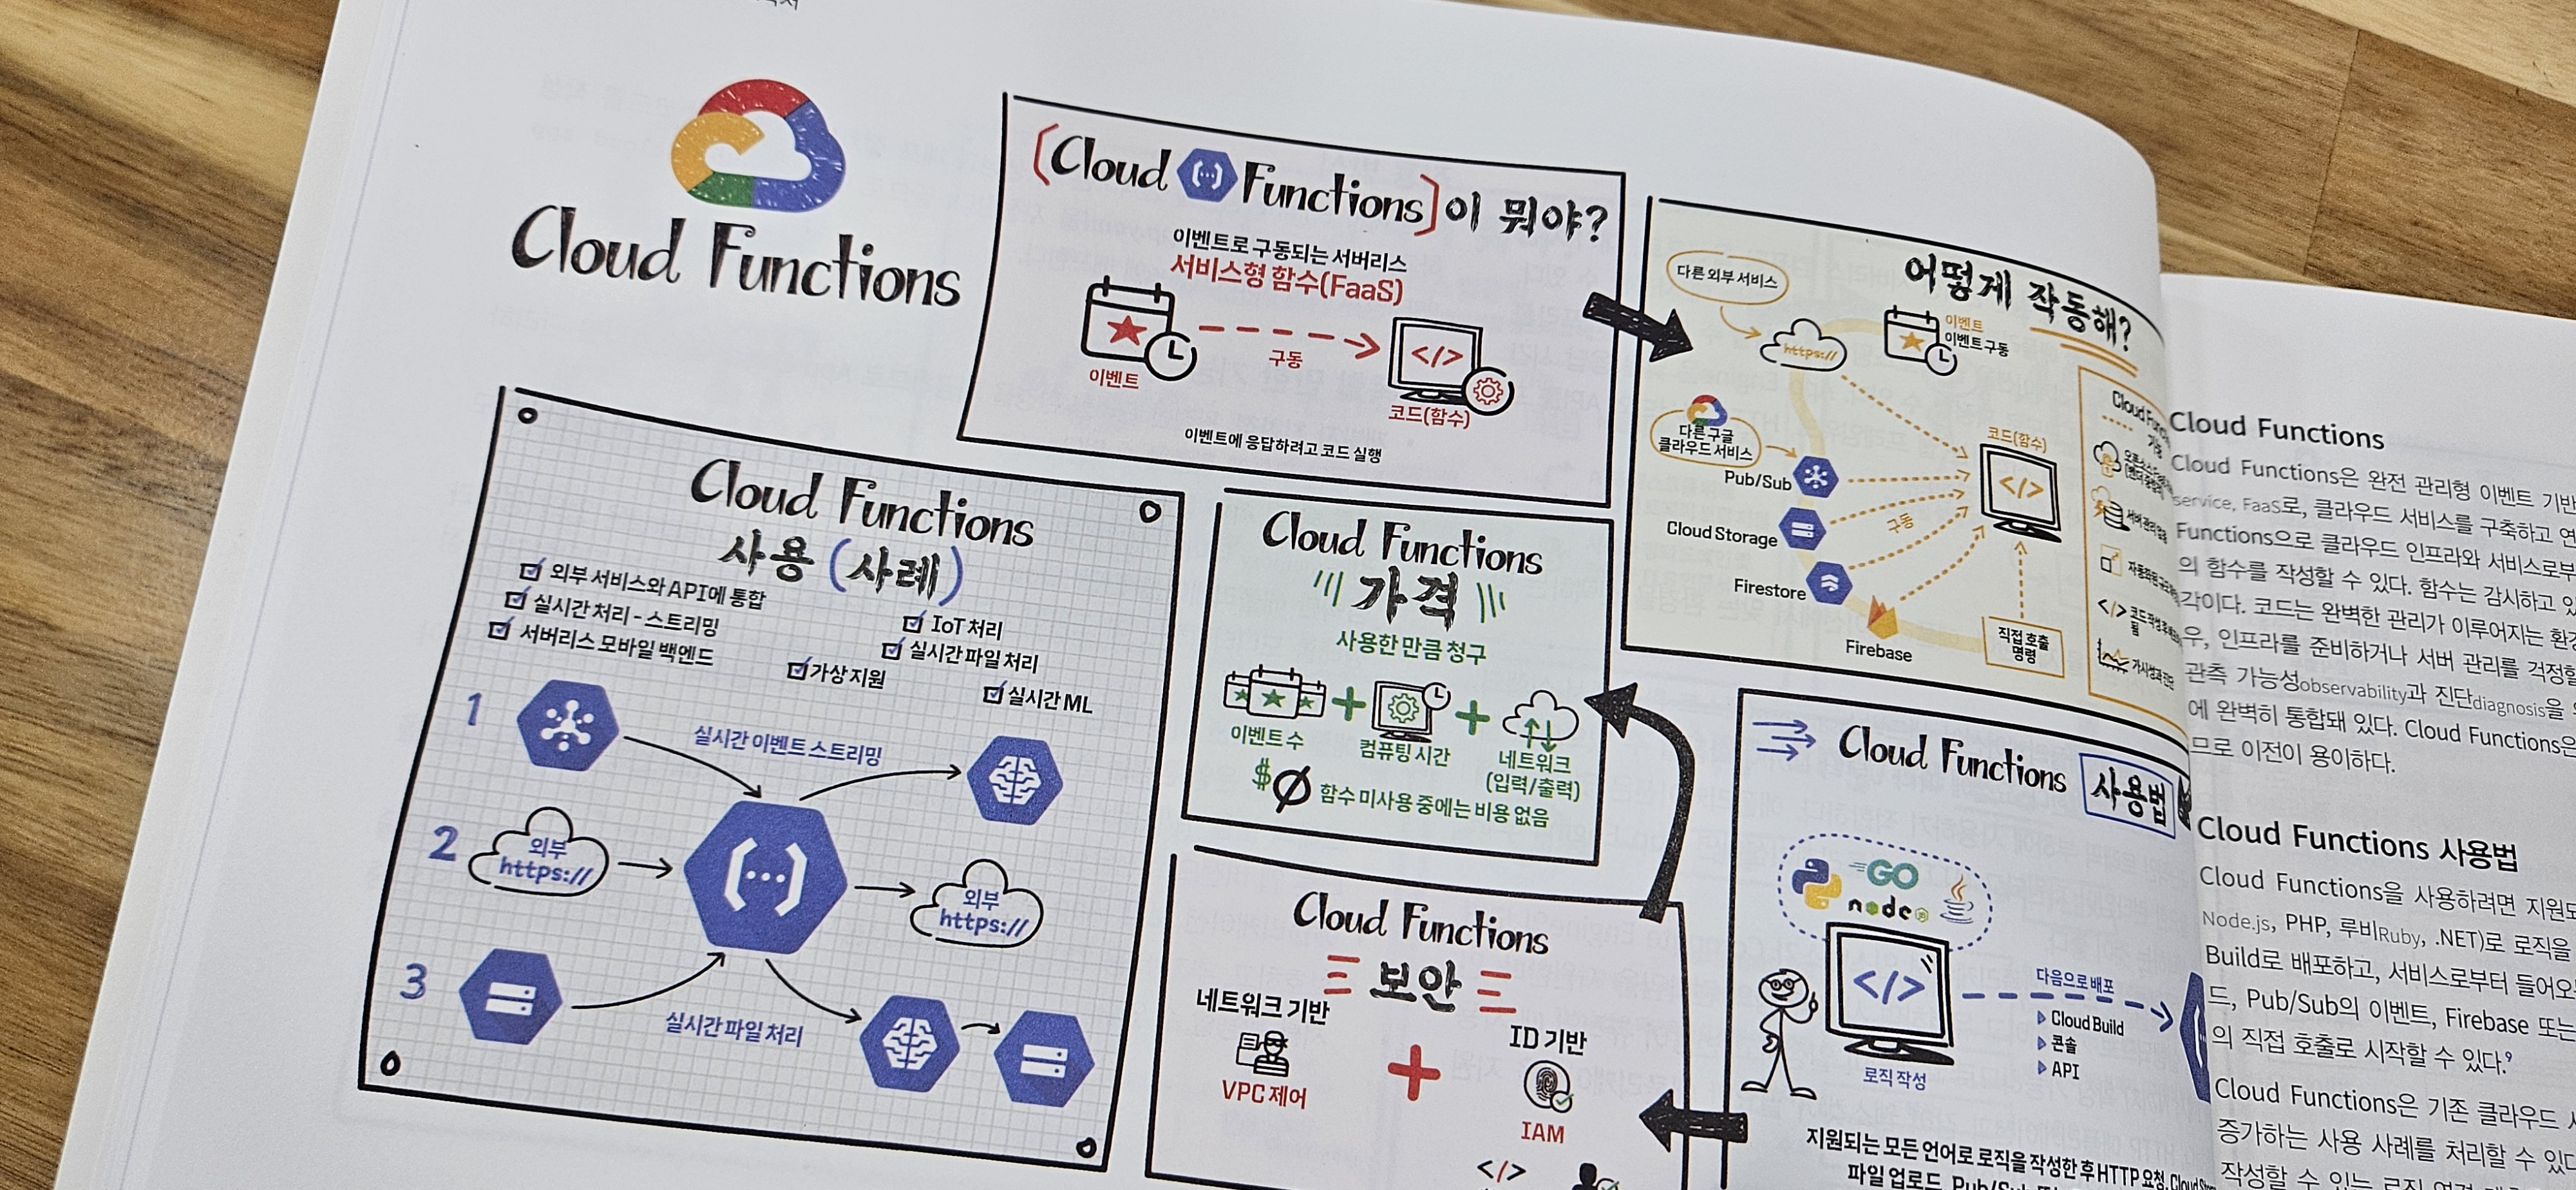 Cloud Functions
[Cloud Functions]이 뭐야?
이벤트로 구동되는 서버리스
서비스형 함수(FaaS)
이벤트
구동
</>
코드(함수)
이벤트에 응답하려고 코드 실행
어떻게 작동해?
다른 외부 서비스
https://
이벤트
이벤트 구동
다른 구글
클라우드 서비스
Pub/Sub
Cloud Storage
Firestore
Firebase
구동
코드(함수)
</>
직접 호출
명령
</>
Cloud Functions
사용 (사례)
외부 서비스와 API에 통합
실시간 처리 - 스트리밍
서버리스 모바일 백엔드
IoT 처리
실시간 파일 처리
가상 지원
실시간 ML
1
실시간 이벤트 스트리밍
2
외부
https://
외부
https://
3
실시간 파일 처리
Cloud Functions
가격
사용한 만큼 청구
이벤트 수
+
컴퓨팅 시간
+
네트워크
(입력/출력)
$
함수 미사용 중에는 비용 없음
Cloud Functions
보안
네트워크 기반
VPC 제어
+
ID 기반
IAM
</>
Cloud Functions 사용법
GO
node
</>
로직 작성
다음으로 배포
Cloud Build
콘솔
API
지원되는 모든 언어로 로직을 작성한 후 HTTP 요청,
파일 업로드, Pub/Sub
Cloud Functions
Cloud Functions은 완전 관리형 이벤트
service, FaaS로, 클라우드 서비스를 구축하고
Functions으로 클라우드 인프라와 서비스로부
의 함수를 작성할 수 있다. 함수는 감시하고
각이다. 코드는 완벽한 관리가 이루어지는
우, 인프라를 준비하거나 서버 관리를
관측 가능성observability과 진단diagnosis을
에 완벽히 통합돼 있다. Cloud Functions은
므로 이전이 용이하다.
Cloud Functions 사용법
Cloud Functions을 사용하려면
Node.js, PHP, 루비Ruby, .NET)로 로직을
Build로 배포하고, 서비스로부터
드, Pub/Sub의 이벤트, Firebase 또는
의 직접 호출로 시작할 수 있다.9
Cloud Functions은 기존 클라우드
증가하는 사용 사례를 처리할 수
작성할 수 있는 로직